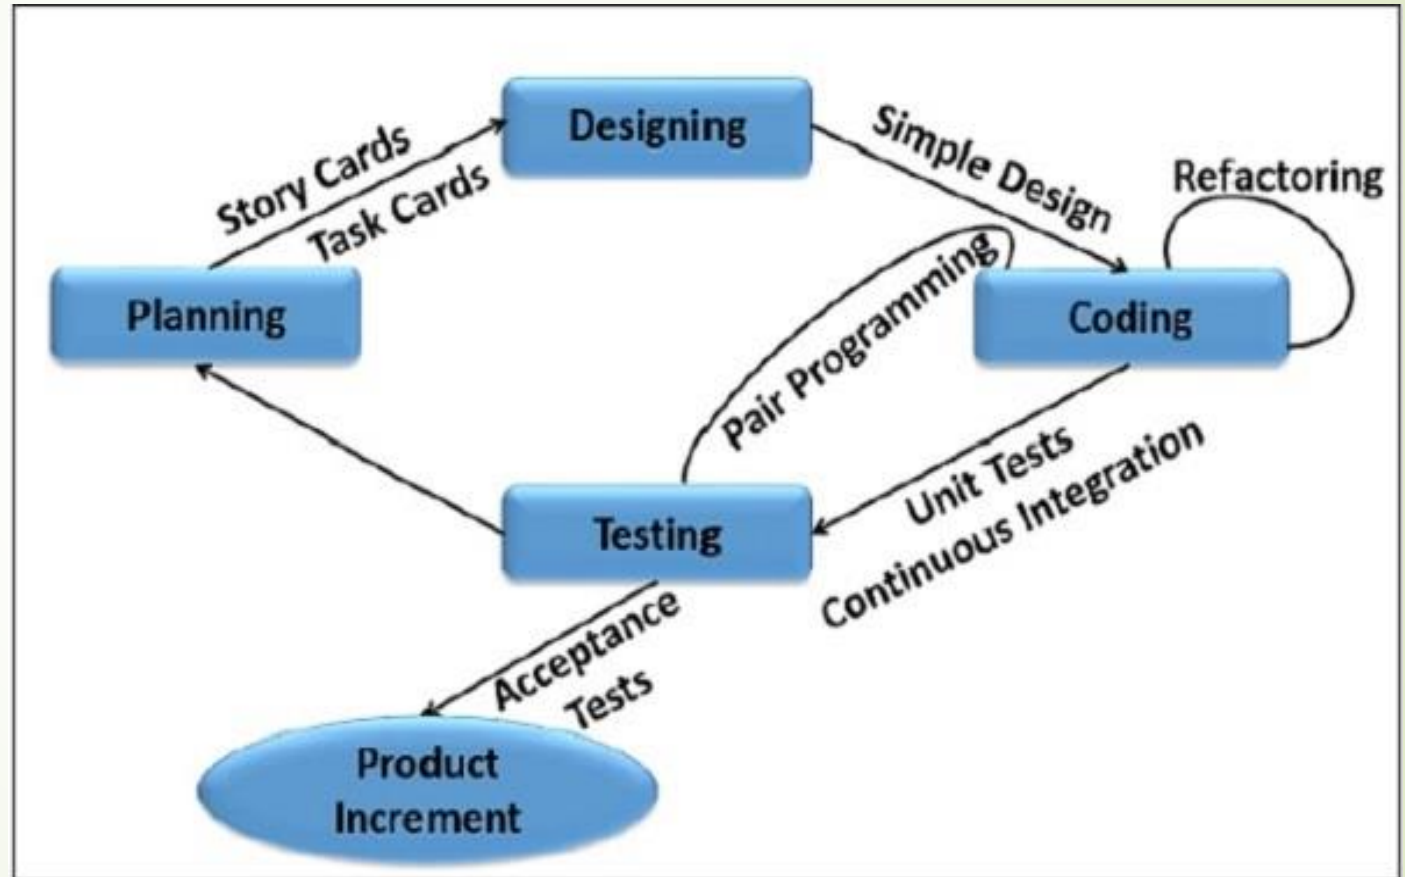 Designing
Story Cards
Task Cards
Simple Design
Refactoring
Planning
Coding
Pair Programming
Unit Tests
Continuous Integration
Testing
Acceptance
Tests
Product
Increment